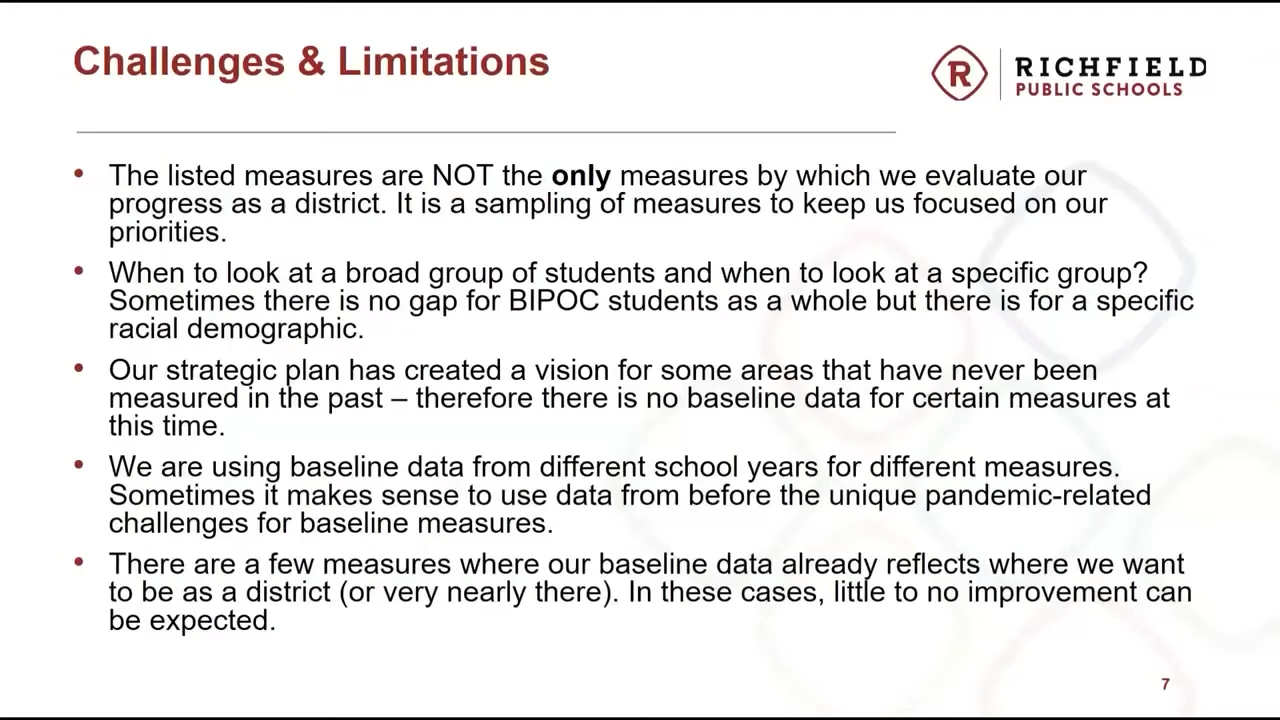 Challenges & Limitations
R
RICHFIELD
PUBLIC SCHOOLS
• The listed measures are NOT the only measures by which we evaluate our
progress as a district. It is a sampling of measures to keep us focused on our
priorities.
• When to look at a broad group of students and when to look at a specific group?
Sometimes there is no gap for BIPOC students as a whole but there is for a specific
racial demographic.
• Our strategic plan has created a vision for some areas that have never been
measured in the past – therefore there is no baseline data for certain measures at
this time.
• We are using baseline data from different school years for different measures.
Sometimes it makes sense to use data from before the unique pandemic-related
challenges for baseline measures.
• There are a few measures where our baseline data already reflects where we want
to be as a district (or very nearly there). In these cases, little to no improvement can
be expected.
7